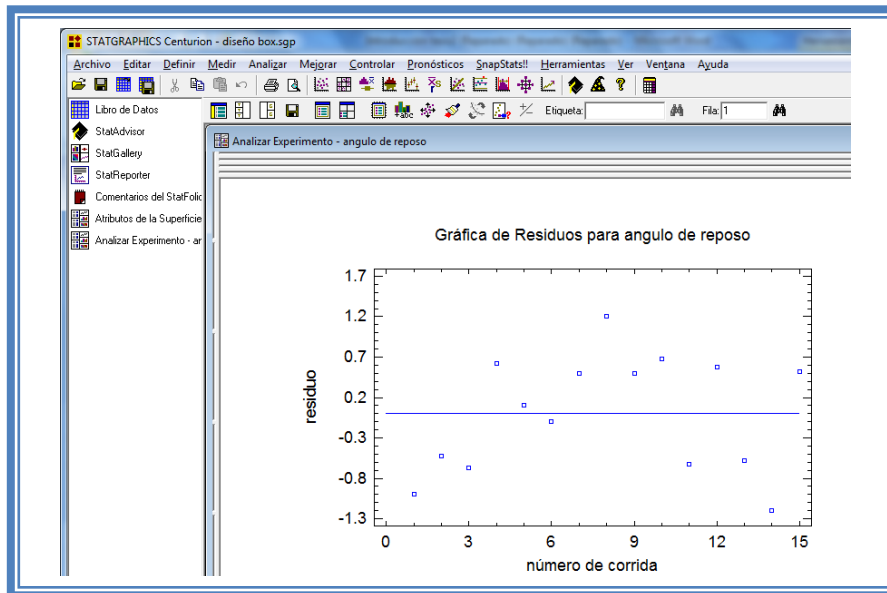 STATGRAPHICS Centurion - diseño box.sgp
Archivo Editar Definir Medir Analizar Mejorar Controlar Pronósticos SnapStats!! Herramientas Ver Ventana Ayuda
Etiqueta: Fila: 1
Libro de Datos
StatAdvisor
StatGallery
StatReporter
Comentarios del StatFolio
Atributos de la Superficie
Analizar Experimento - ar
Analizar Experimento - angulo de reposo
Gráfica de Residuos para angulo de reposo
1.7
1.2
0.7
0.2
-0.3
-0.8
-1.3
residuo
0 3 6 9 12 15
número de corrida